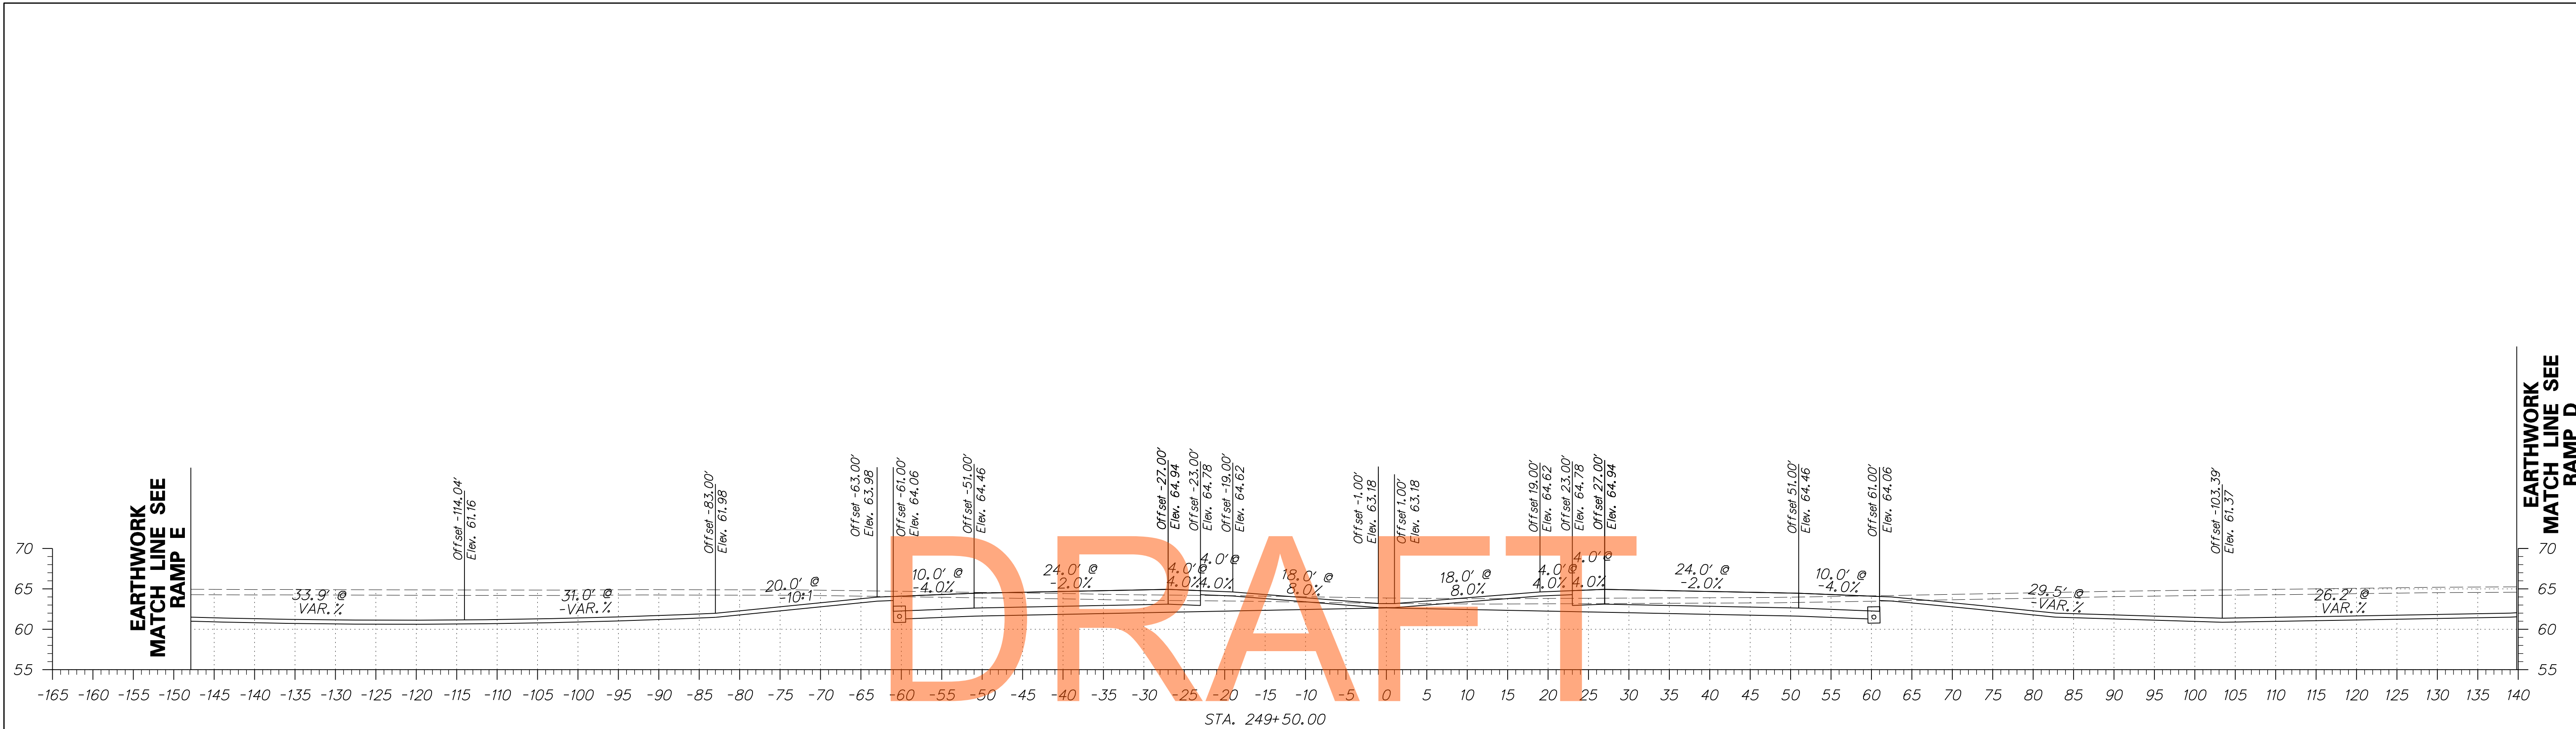 EARTHWORK
MATCH LINE SEE
RAMP E
Offset -114.04'
Elev. 61.16
Offset -83.00'
Elev. 61.98
Offset -63.00'
Elev. 63.98
Offset -61.00'
Elev. 64.06
Offset -51.00'
Elev. 64.46
Offset -27.00'
Elev. 64.94
Offset -23.00'
Elev. 64.78
Offset -19.00'
Elev. 64.62
Offset -1.00'
Elev. 63.18
Offset 1.00'
Elev. 63.18
Offset 19.00'
Elev. 64.62
Offset 23.00'
Elev. 64.78
Offset 27.00'
Elev. 64.94
Offset 51.00'
Elev. 64.46
Offset 61.00'
Elev. 64.06
Offset -103.39'
Elev. 61.37
EARTHWORK
MATCH LINE SEE
RAMP D
33.9' @
VAR.%
31.0' @
-VAR.%
20.0' @
-10:1
10.0' @
-4.0%
24.0' @
-2.0%
4.0'@
4.0%
4.0'@
-4.0%
18.0' @
8.0%
18.0' @
8.0%
4.0'@
4.0%
4.0'@
4.0%
24.0' @
-2.0%
10.0' @
-4.0%
29.5' @
-VAR.%
26.2' @
VAR.%
70
65
60
55
70
65
60
55
DRAFT
-165 -160 -155 -150 -145 -140 -135 -130 -125 -120 -115 -110 -105 -100 -95 -90 -85 -80 -75 -70 -65 -60 -55 -50 -45 -40 -35 -30 -25 -20 -15 -10 -5 0 5 10 15 20 25 30 35 40 45 50 55 60 65 70 75 80 85 90 95 100 105 110 115 120 125 130 135 140
STA. 249+50.00